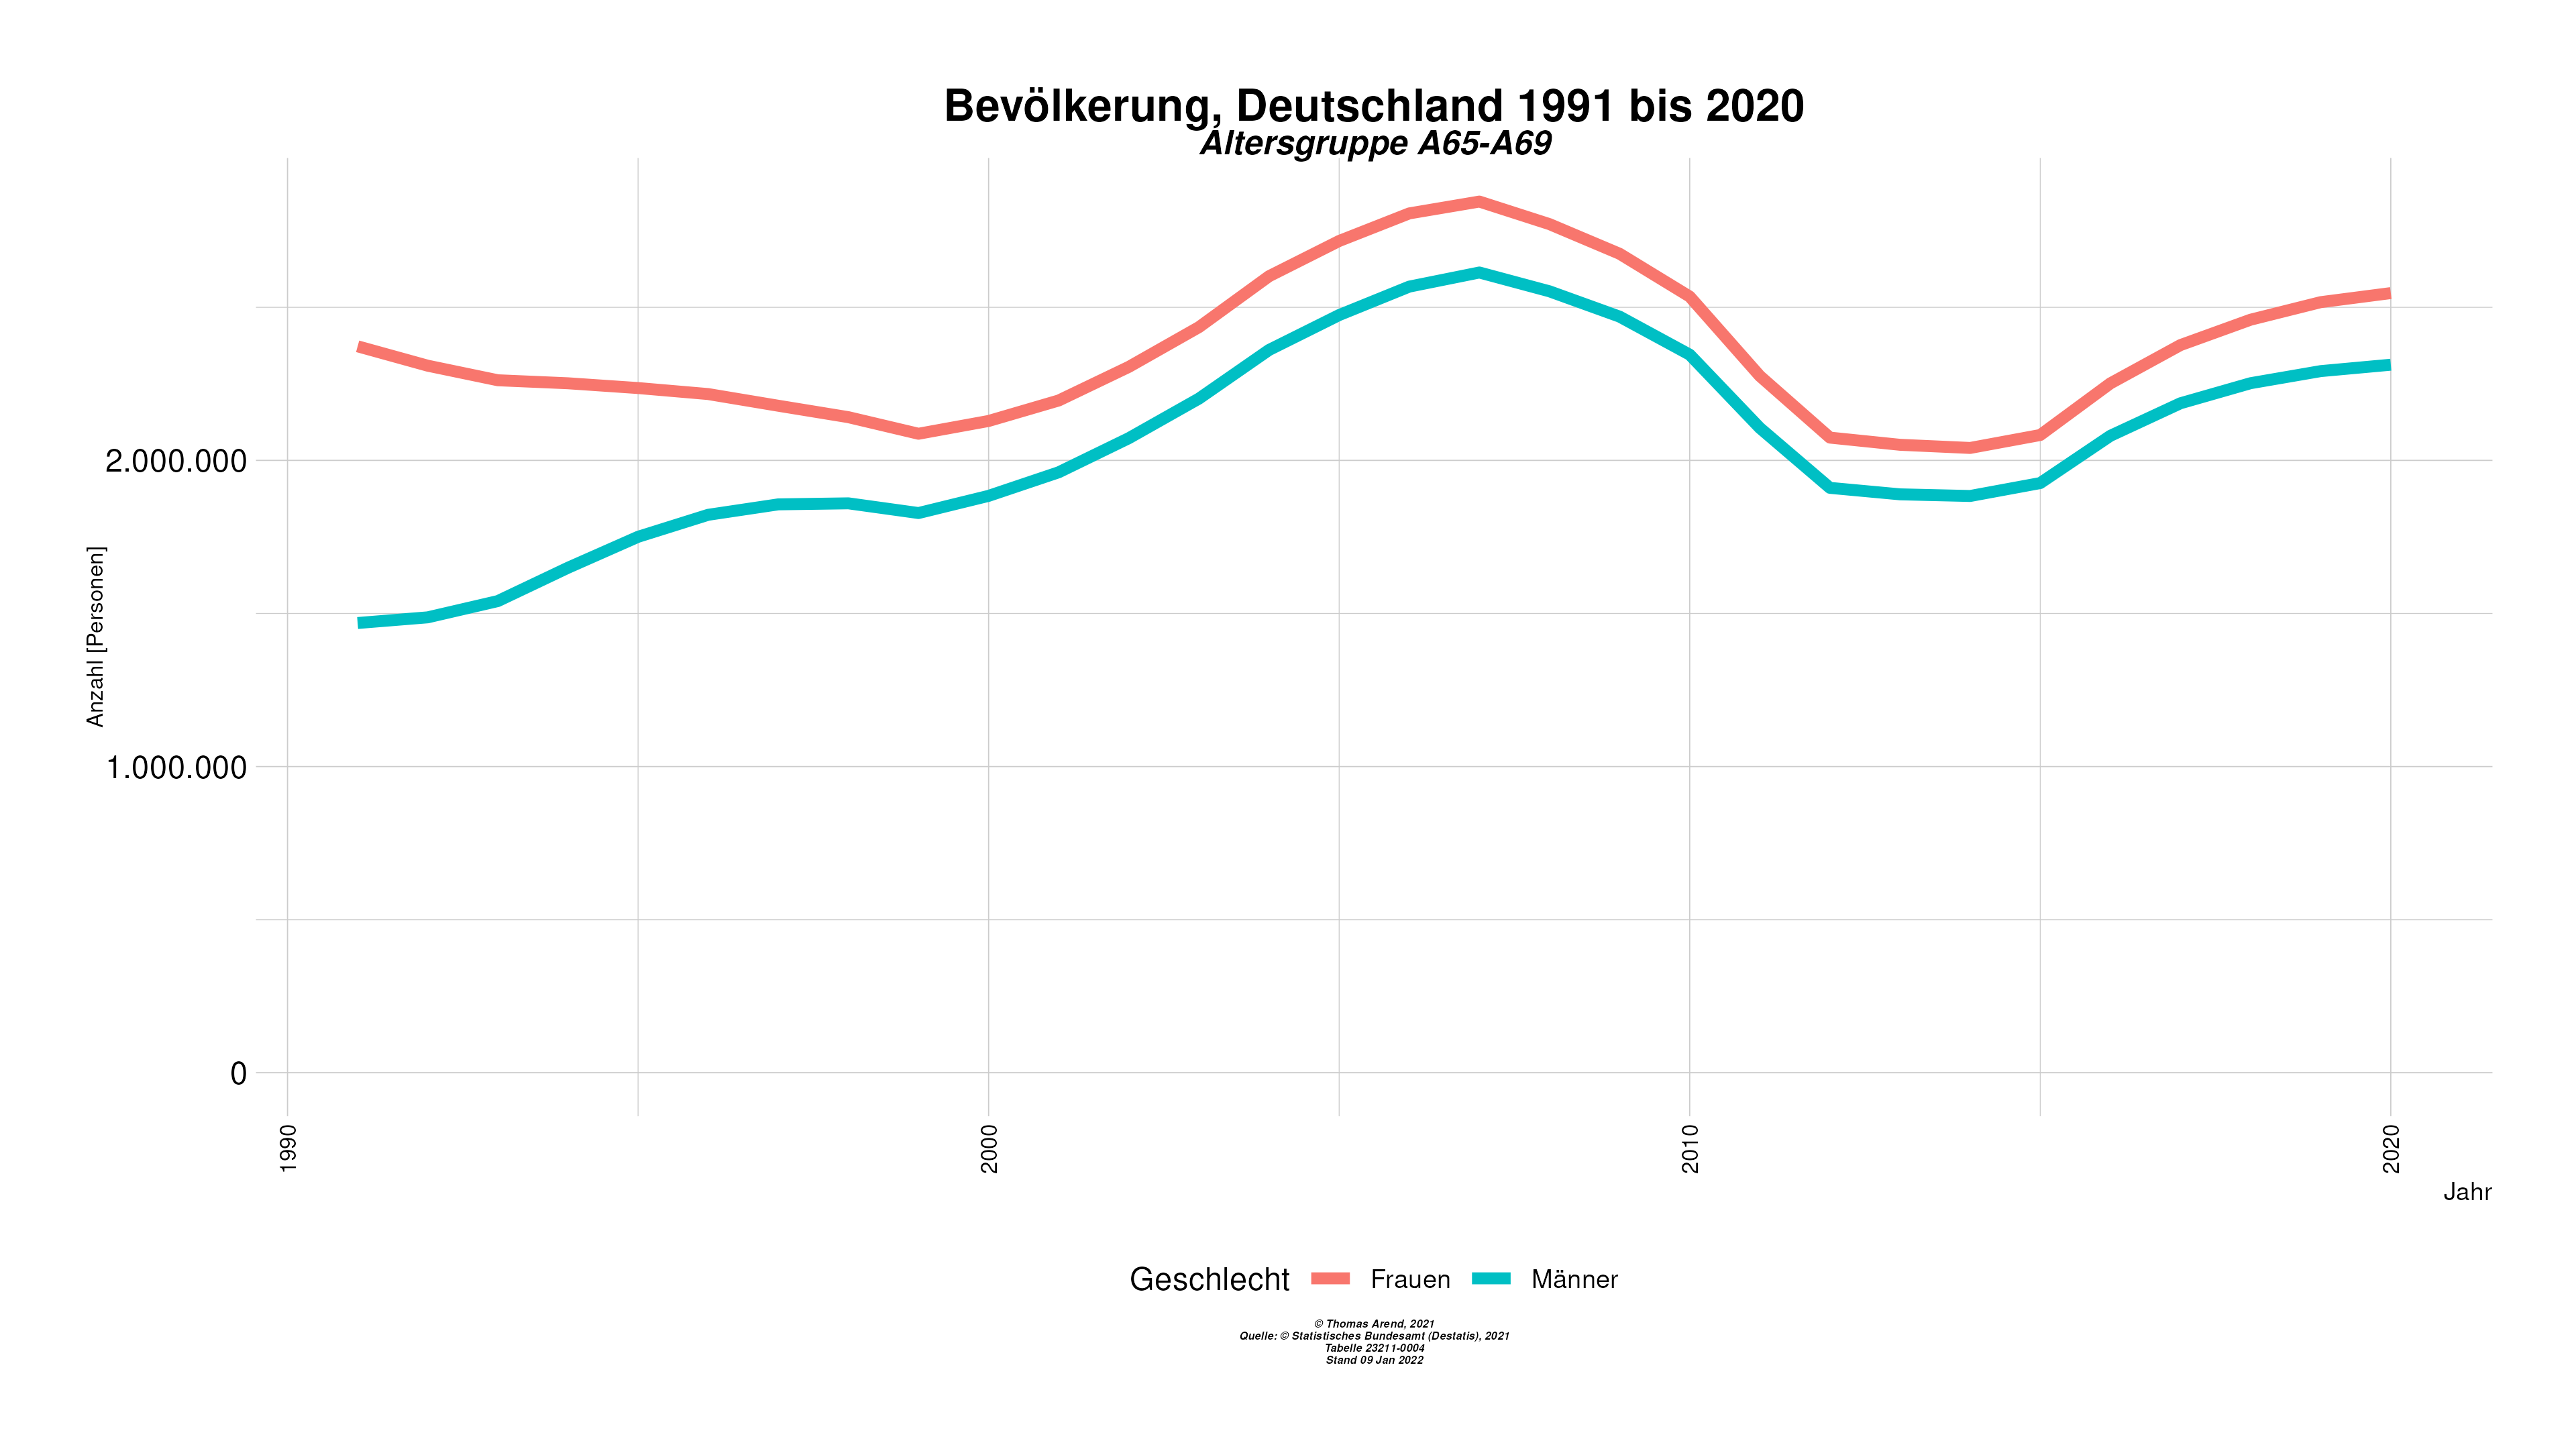 Bevölkerung, Deutschland 1991 bis 2020
Altersgruppe A65-A69
Anzahl [Personen]
2.000.000
1.000.000
0
1990
2000
2010
2020
Jahr
Geschlecht Frauen Männer
© Thomas Arend, 2021
Quelle: © Statistisches Bundesamt (Destatis), 2021
Tabelle 23211-0004
Stand 09 Jan 2022